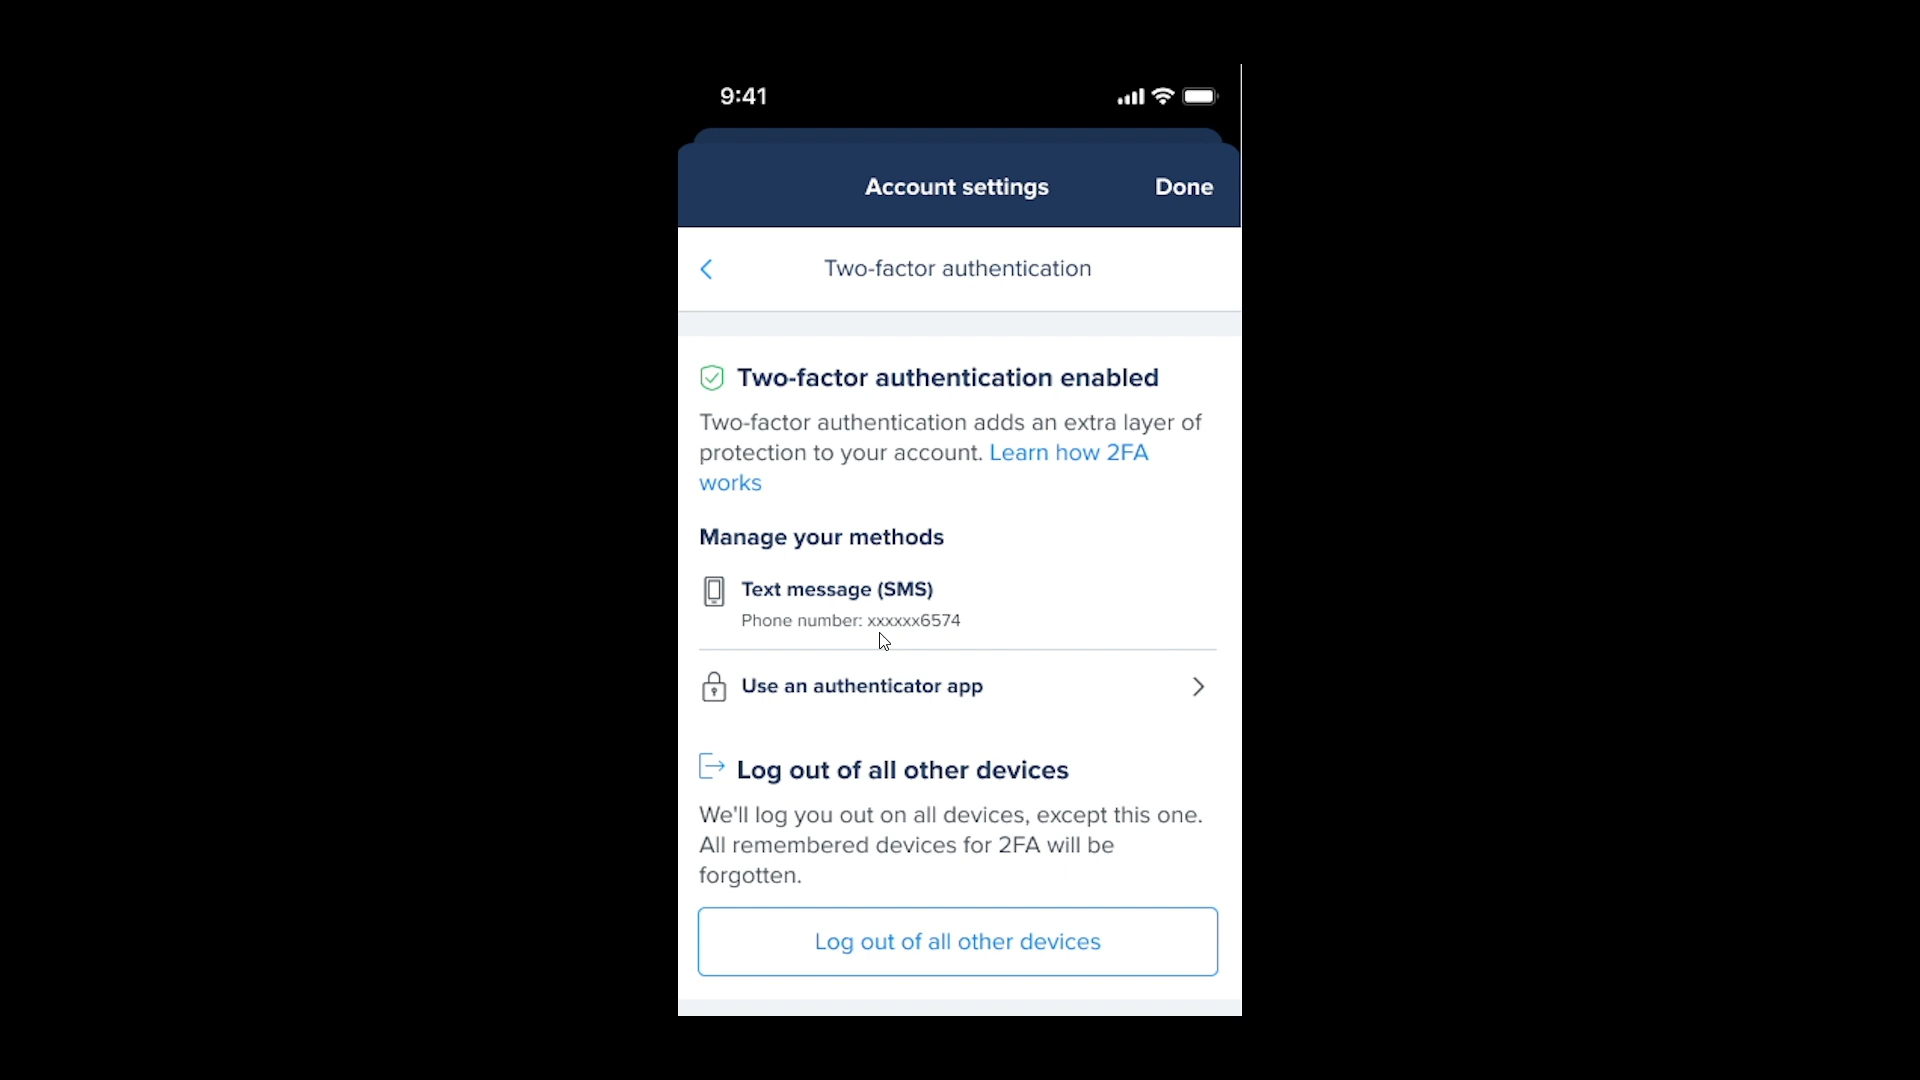 9:41
Account settings
Done
Two-factor authentication
Two-factor authentication enabled
Two-factor authentication adds an extra layer of
protection to your account. Learn how 2FA
works
Manage your methods
Text message (SMS)
Phone number: xxxxxx6574
Use an authenticator app
Log out of all other devices
We'll log you out on all devices, except this one.
All remembered devices for 2FA will be
forgotten.
Log out of all other devices